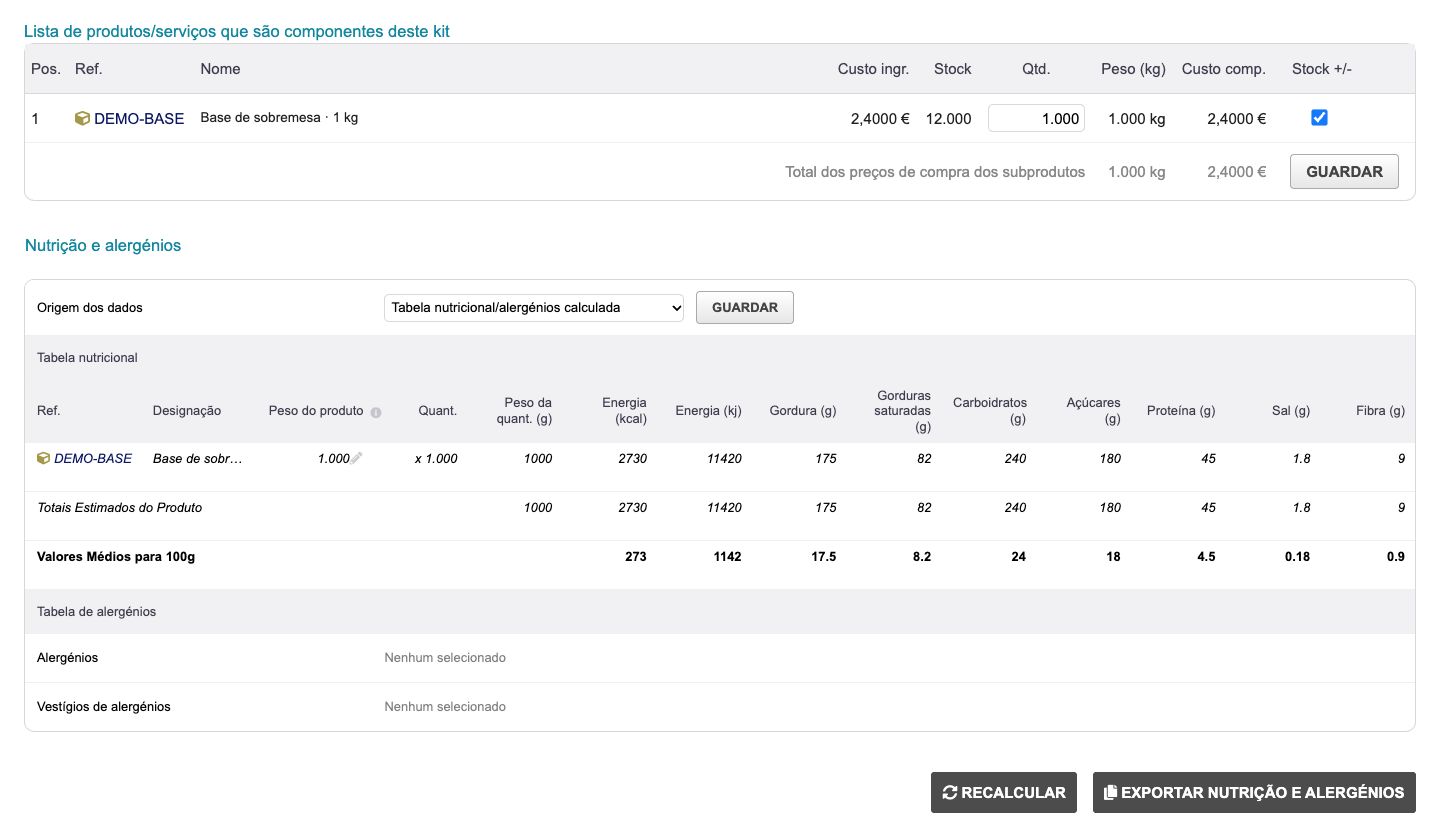 Lista de produtos/serviços que são componentes deste kit
Pos. Ref. Nome Custo ingr. Stock Qtd. Peso (kg) Custo comp. Stock +/-
1 DEMO-BASE Base de sobremesa · 1 kg 2,4000 € 12.000 1.000 1.000 kg 2,4000 €
Total dos preços de compra dos subprodutos 1.000 kg 2,4000 € GUARDAR
Nutrição e alergénios
Origem dos dados Tabela nutricional/alergénios calculada GUARDAR
Tabela nutricional
Ref. Designação Peso do produto Quant. Peso da quant. (g) Energia (kcal) Energia (kj) Gordura (g) Gorduras saturadas (g) Carboidratos (g) Açúcares (g) Proteína (g) Sal (g) Fibra (g)
DEMO-BASE Base de sobr... 1.000 x 1.000 1000 2730 11420 175 82 240 180 45 1.8 9
Totais Estimados do Produto 1000 2730 11420 175 82 240 180 45 1.8 9
Valores Médios para 100g 273 1142 17.5 8.2 24 18 4.5 0.18 0.9
Tabela de alergénios
Alergénios Nenhum selecionado
Vestígios de alergénios Nenhum selecionado
RECALCULAR EXPORTAR NUTRIÇÃO E ALERGÉNIOS